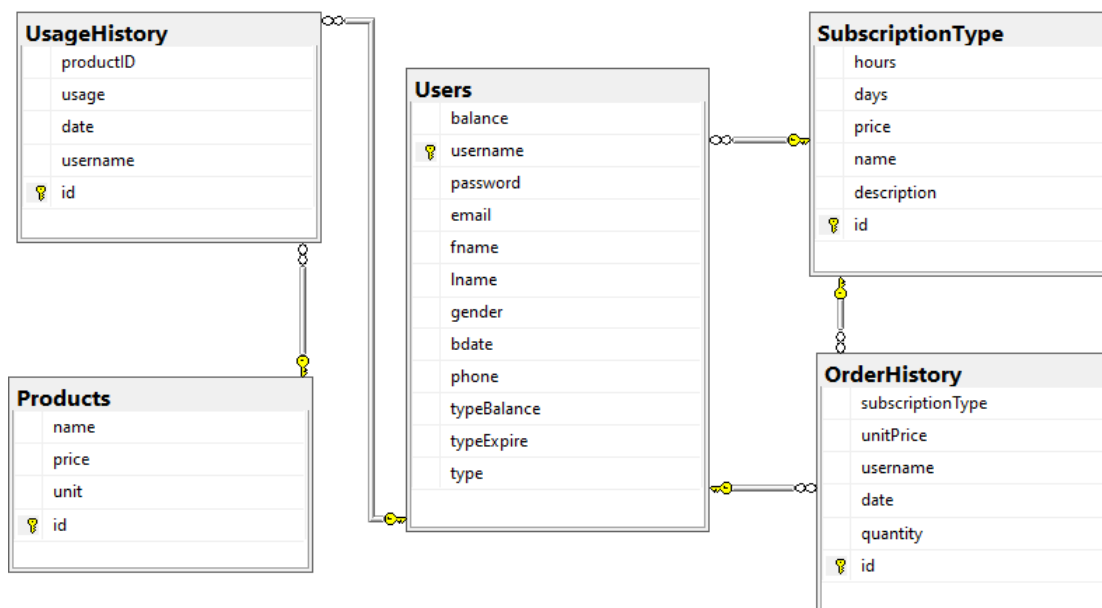 UsageHistory
productID
usage
date
username
id
Users
balance
username
password
email
fname
lname
gender
bdate
phone
typeBalance
typeExpire
type
SubscriptionType
hours
days
price
name
description
id
Products
name
price
unit
id
OrderHistory
subscriptionType
unitPrice
username
date
quantity
id